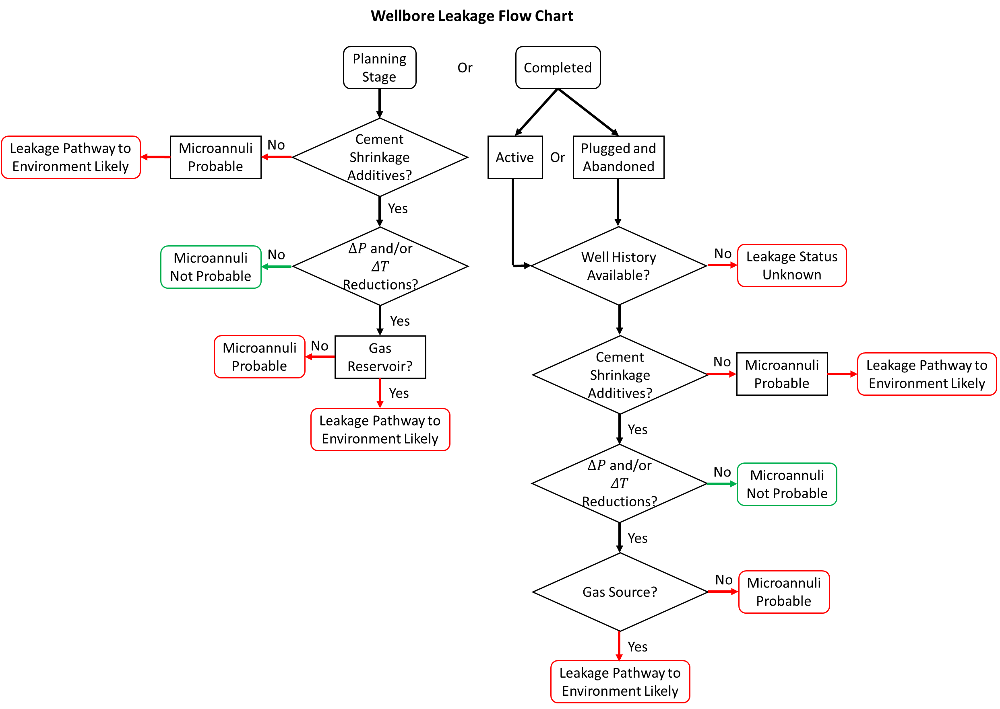 Wellbore Leakage Flow Chart
Planning
Stage
Or
Completed
Cement
Shrinkage
Additives?
No
Microannuli
Probable
Leakage Pathway to
Environment Likely
Yes
ΔP and/or
ΔT
Reductions?
No
Microannuli
Not Probable
Yes
Gas
Reservoir?
No
Microannuli
Probable
Yes
Leakage Pathway to
Environment Likely
Active
Or
Plugged and
Abandoned
Well History
Available?
No
Leakage Status
Unknown
Cement
Shrinkage
Additives?
No
Microannuli
Probable
Leakage Pathway to
Environment Likely
Yes
ΔP and/or
ΔT
Reductions?
No
Microannuli
Not Probable
Yes
Gas Source?
No
Microannuli
Probable
Yes
Leakage Pathway to
Environment Likely